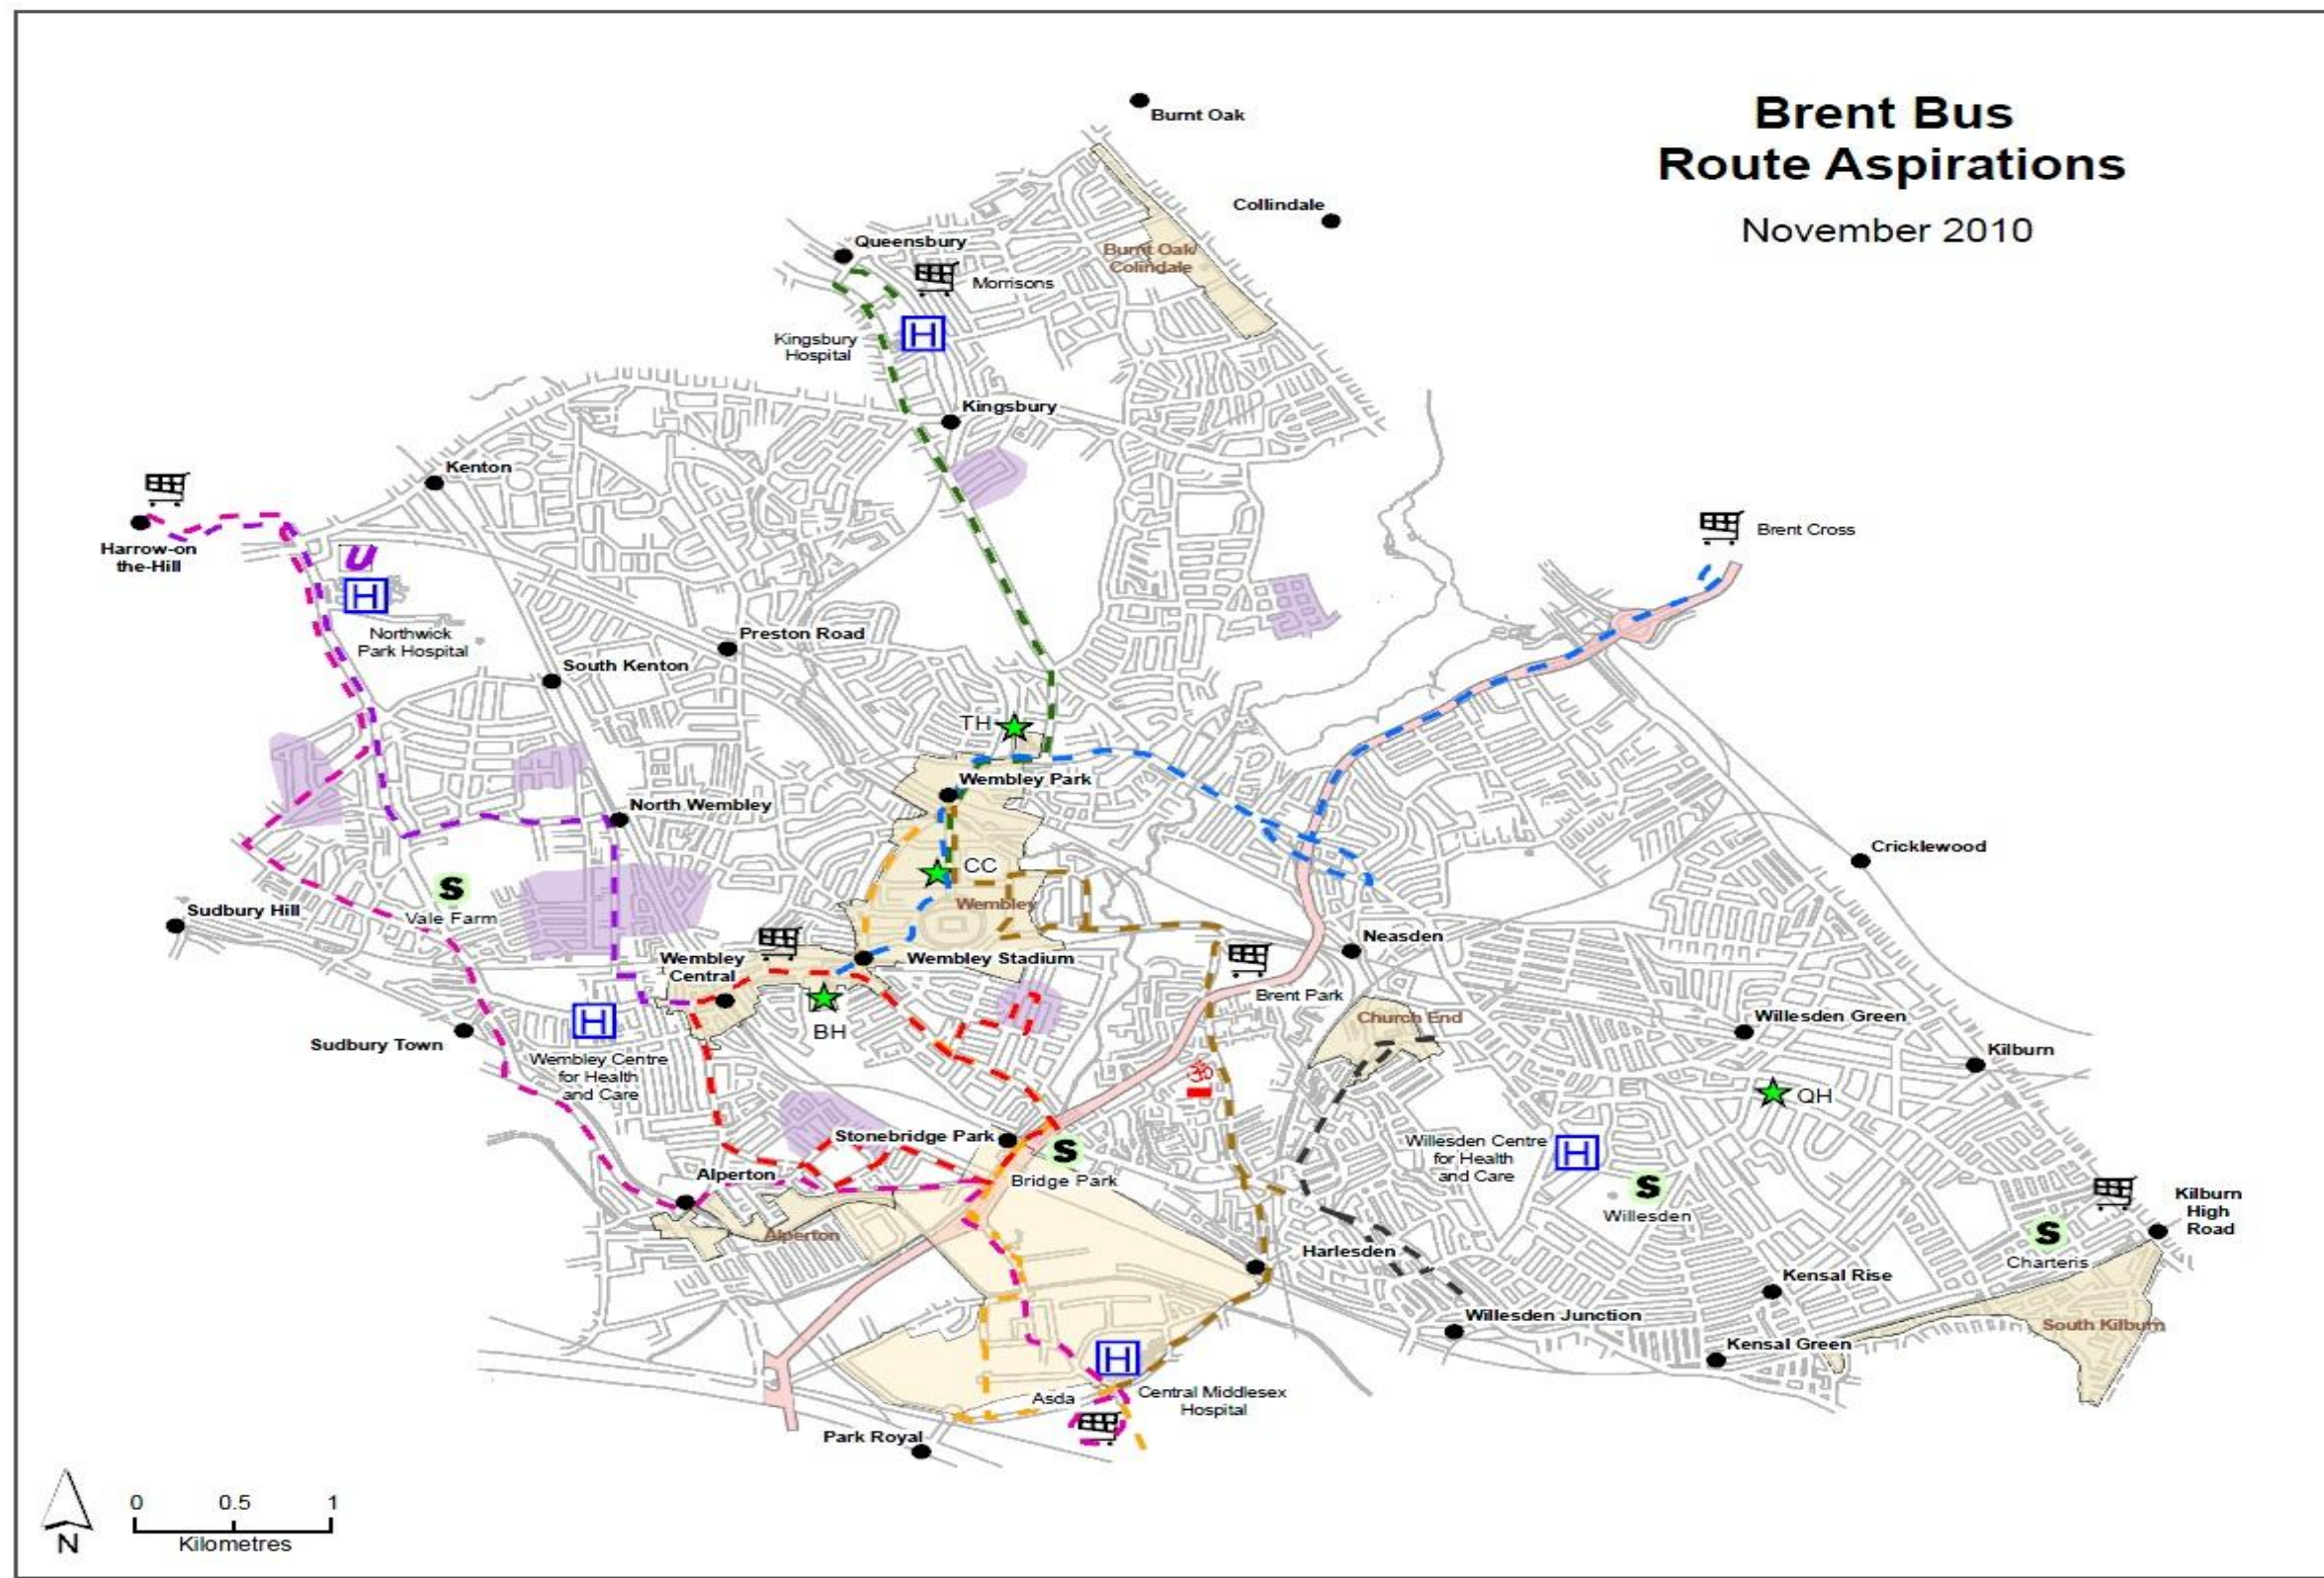 Brent Bus
Route Aspirations
November 2010
Burnt Oak
Collindale
Burnt Oak/
Colindale
Queensbury
Morrisons
Kingsbury
Hospital
H
Kingsbury
Kenton
Harrow-on
the-Hill
U
H
Northwick
Park Hospital
Brent Cross
Preston Road
South Kenton
TH
Wembley Park
North Wembley
CC
Cricklewood
S
Vale Farm
Sudbury Hill
Wembley
Neasden
Wembley
Central
Wembley Stadium
Brent Park
Church End
Willesden Green
BH
H
Sudbury Town
Wembley Centre
for Health
and Care
Kilburn
QH
ॐ
Stonebridge Park
S
Bridge Park
Willesden Centre
for Health
and Care
H
S
Willesden
Alperton
Alperton
Kilburn
High
Road
S
Charteris
Harlesden
Kensal Rise
Willesden Junction
South Kilburn
Kensal Green
H
Asda
Central Middlesex
Hospital
Park Royal
N
0 0.5 1
Kilometres